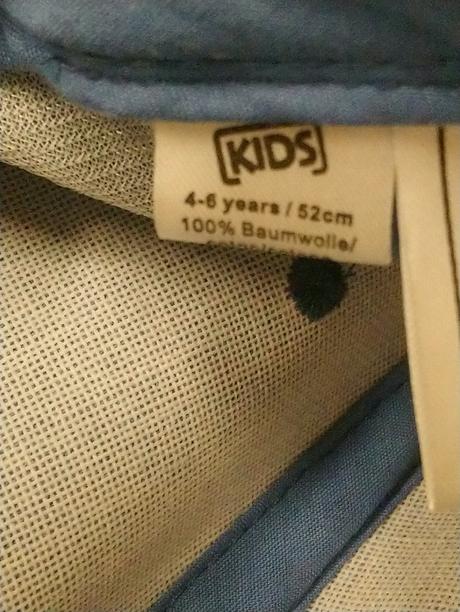 KIDS
4-6 years / 52cm
100% Baumwolle/